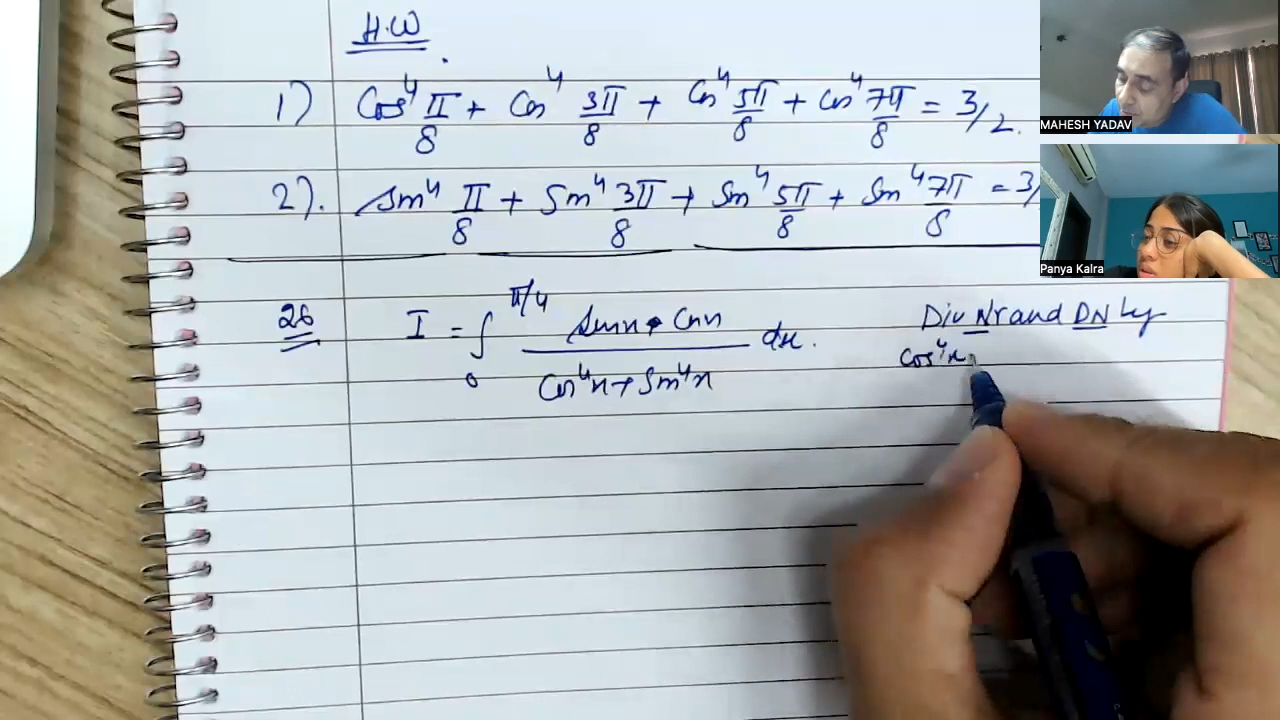 H.W
1) Cos⁴ π/8 + Cos⁴ 3π/8 + Cos⁴ 5π/8 + Cos⁴ 7π/8 = 3/2.
2). Sin⁴ π/8 + Sin⁴ 3π/8 + Sin⁴ 5π/8 + Sin⁴ 7π/8 = 3/
26 I = ∫₀^π/4 Sinx • Cosx / Cos⁴x + Sin⁴x dx.
Div Nr and DN by
Cos⁴x
MAHESH YADAV
Panya Kalra